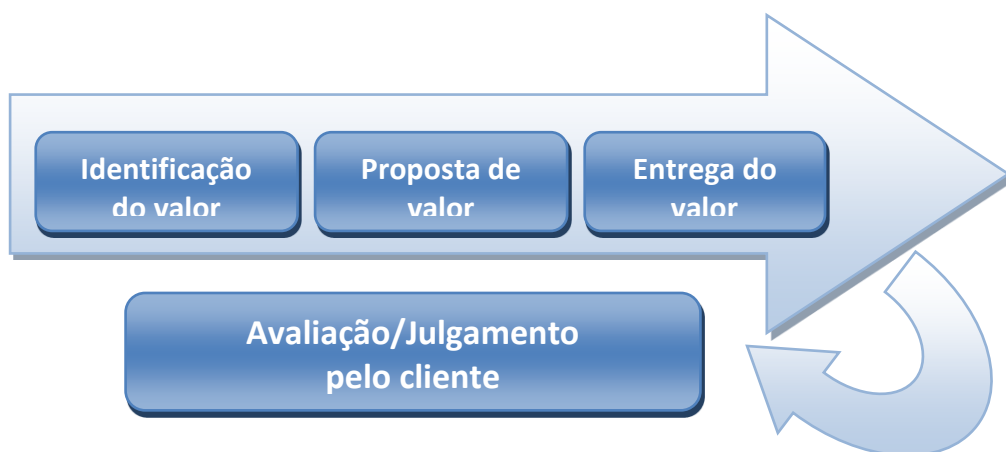 Identificação
do valor
Proposta de
valor
Entrega do
valor
Avaliação/Julgamento
pelo cliente